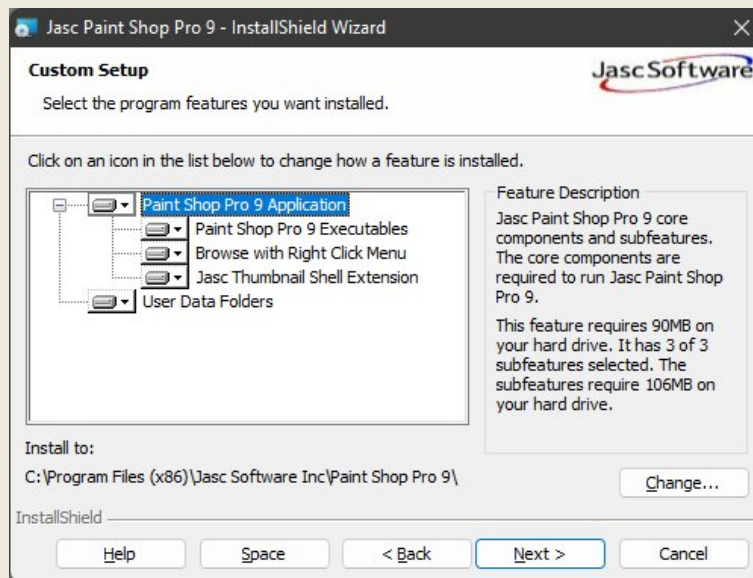 Jasc Paint Shop Pro 9 - InstallShield Wizard
Custom Setup
JascSoftware
Select the program features you want installed.
Click on an icon in the list below to change how a feature is installed.
Paint Shop Pro 9 Application
Paint Shop Pro 9 Executables
Browse with Right Click Menu
Jasc Thumbnail Shell Extension
User Data Folders
Feature Description
Jasc Paint Shop Pro 9 core
components and subfeatures.
The core components are
required to run Jasc Paint Shop
Pro 9.
This feature requires 90MB on
your hard drive. It has 3 of 3
subfeatures selected. The
subfeatures require 106MB on
your hard drive.
Install to:
C:\Program Files (x86)\Jasc Software Inc\Paint Shop Pro 9\
Change...
InstallShield
Help
Space
< Back
Next >
Cancel